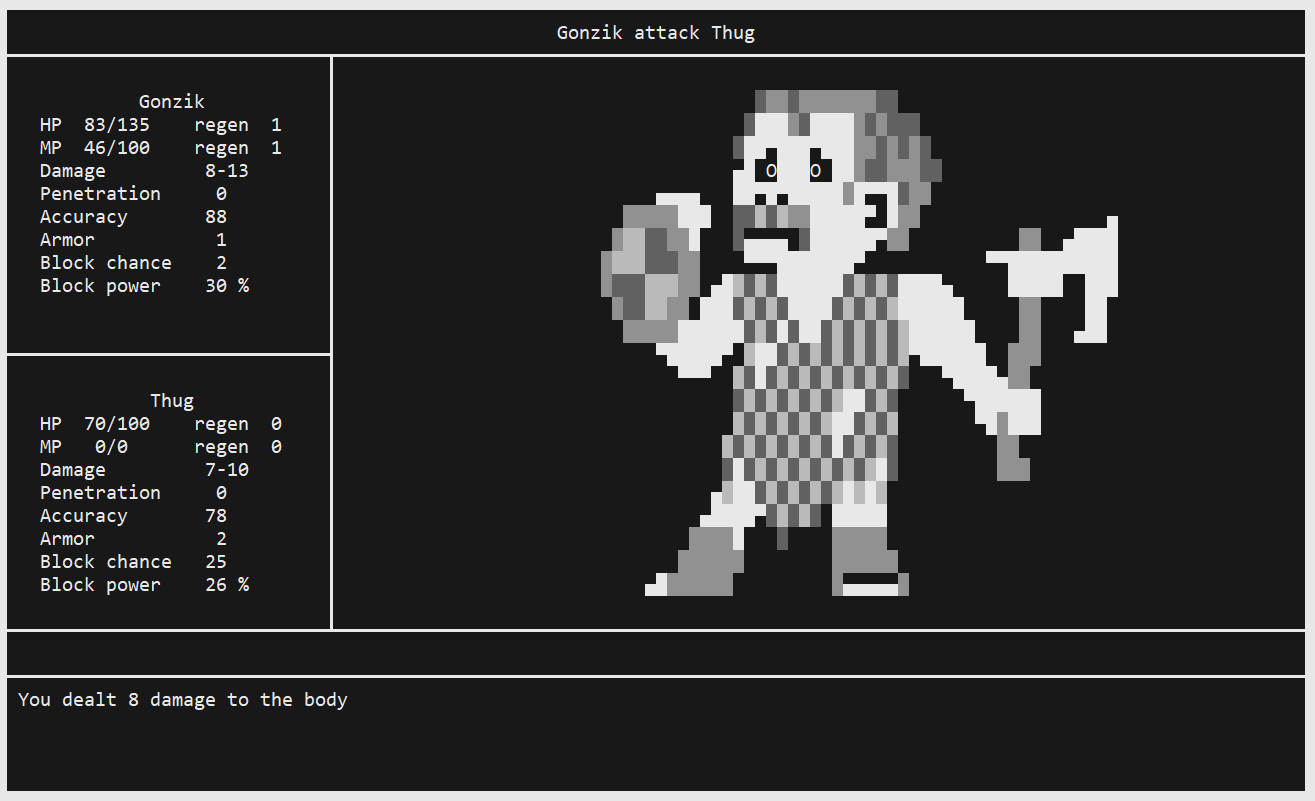 Gonzik attack Thug
Gonzik
HP 83/135 regen 1
MP 46/100 regen 1
Damage 8-13
Penetration 0
Accuracy 88
Armor 1
Block chance 2
Block power 30 %
Thug
HP 70/100 regen 0
MP 0/0 regen 0
Damage 7-10
Penetration 0
Accuracy 78
Armor 2
Block chance 25
Block power 26 %
You dealt 8 damage to the body